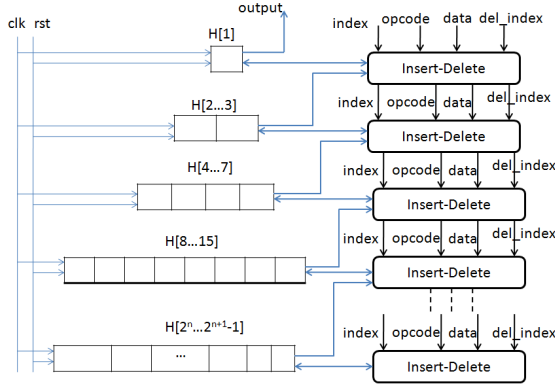 output
clk rst H[1] index opcode data del_index
Insert-Delete
H[2...3] index opcode data del_index
Insert-Delete
H[4...7] index opcode data del_index
Insert-Delete
H[8...15] index opcode data del_index
Insert-Delete
H[2ⁿ...2ⁿ⁺¹-1] index opcode data del_index
...
Insert-Delete